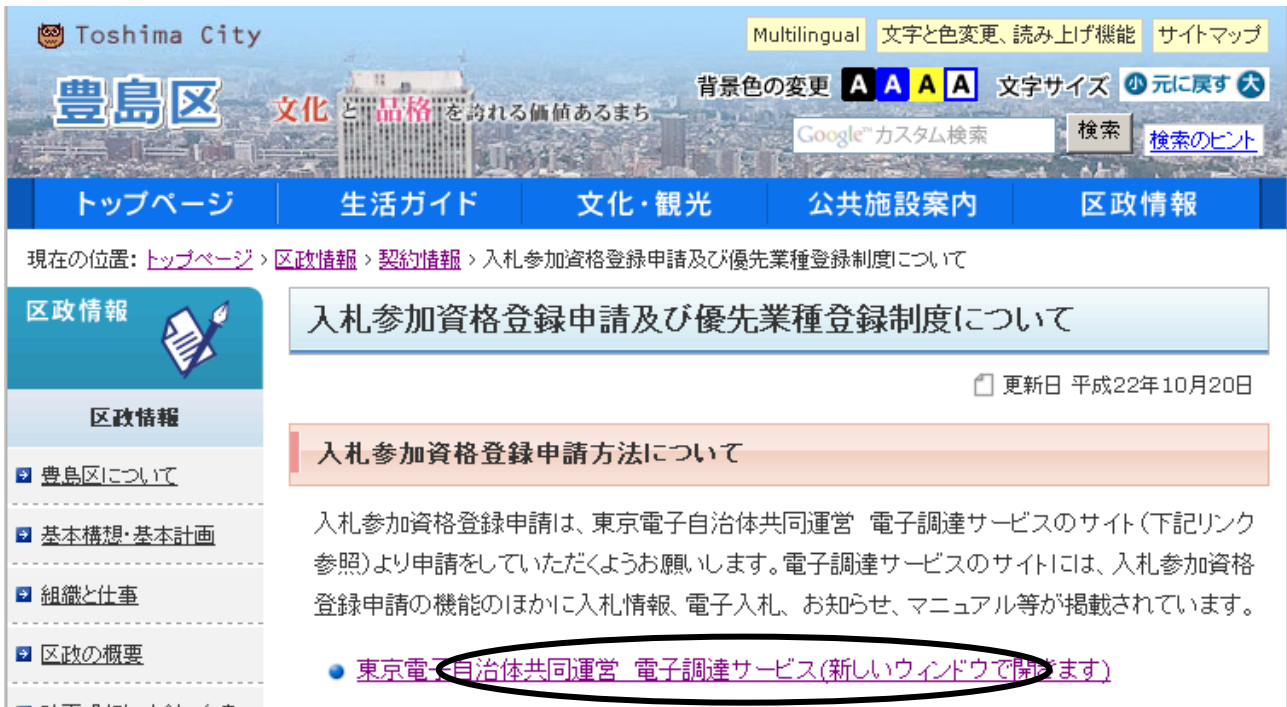 Toshima City
Multilingual 文字と色変更、読み上げ機能 サイトマップ
豊島区 文化と品格を誇れる価値あるまち
背景色の変更 A A A A 文字サイズ 小 元に戻す 大
Google™カスタム検索 検索 検索のヒント
トップページ 生活ガイド 文化・観光 公共施設案内 区政情報
現在の位置: トップページ › 区政情報 › 契約情報 › 入札参加資格登録申請及び優先業種登録制度について
区政情報
区政情報
豊島区について
基本構想・基本計画
組織と仕事
区政の概要
入札参加資格登録申請及び優先業種登録制度について
更新日 平成22年10月20日
入札参加資格登録申請方法について
入札参加資格登録申請は、東京電子自治体共同運営 電子調達サービスのサイト(下記リンク
参照)より申請をしていただくようお願いします。電子調達サービスのサイトには、入札参加資格
登録申請の機能のほかに入札情報、電子入札、お知らせ、マニュアル等が掲載されています。
東京電子自治体共同運営 電子調達サービス(新しいウィンドウで開きます)